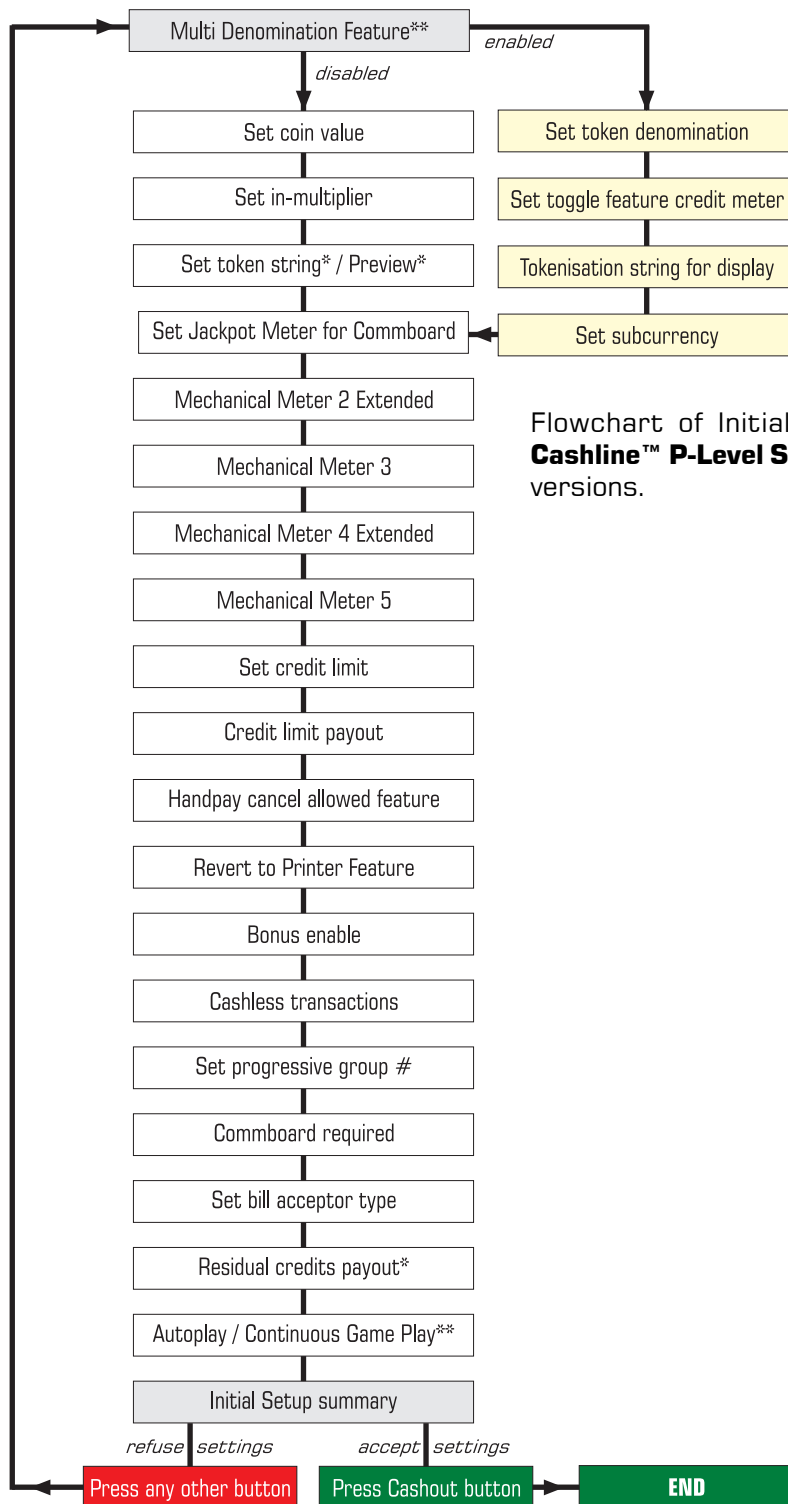 Multi Denomination Feature**
enabled
disabled
Set coin value
Set token denomination
Set in-multiplier
Set toggle feature credit meter
Set token string* / Preview*
Tokenisation string for display
Set Jackpot Meter for Commboard
Set subcurrency
Mechanical Meter 2 Extended
Flowchart of Initial
Cashline™ P-Level S
versions.
Mechanical Meter 3
Mechanical Meter 4 Extended
Mechanical Meter 5
Set credit limit
Credit limit payout
Handpay cancel allowed feature
Revert to Printer Feature
Bonus enable
Cashless transactions
Set progressive group #
Commboard required
Set bill acceptor type
Residual credits payout*
Autoplay / Continuous Game Play**
Initial Setup summary
refuse settings
accept settings
Press any other button
Press Cashout button
END